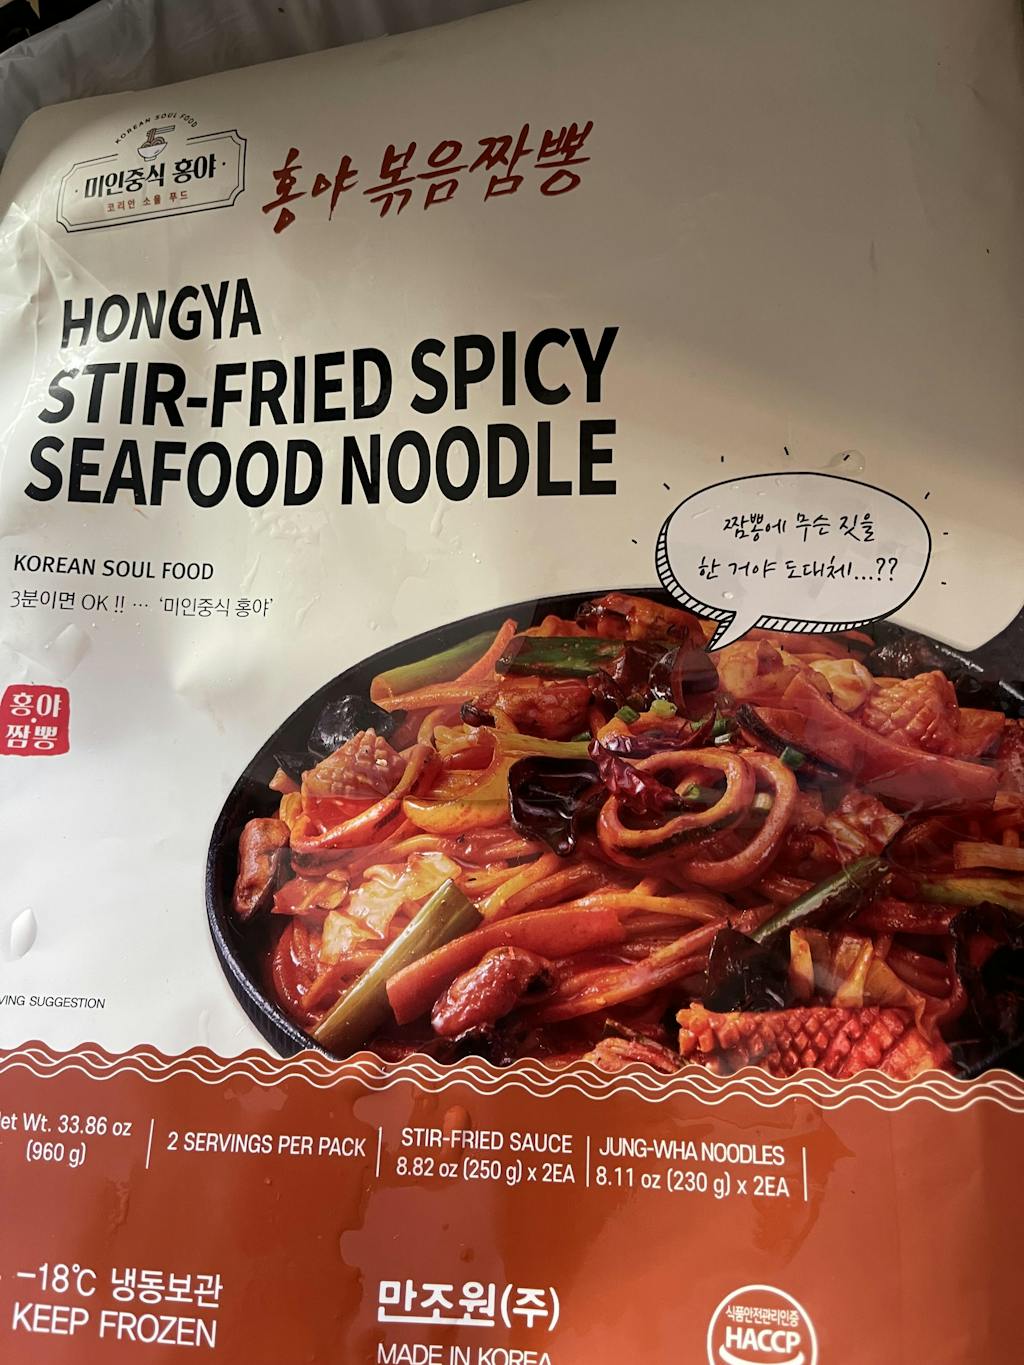 KOREAN SOUL FOOD
미인중식 홍야
코리안 소울 푸드
홍야 볶음짬뽕
HONGYA
STIR-FRIED SPICY
SEAFOOD NOODLE
짬뽕에 무슨 짓을
한 거야 도대체...??
KOREAN SOUL FOOD
3분이면 OK !! ··· ‘미인중식 홍야’
홍야
짬뽕
SUGGESTION
Wt. 33.86 oz
(960 g)
2 SERVINGS PER PACK
STIR-FRIED SAUCE
8.82 oz (250 g) x 2EA
JUNG-WHA NOODLES
8.11 oz (230 g) x 2EA
-18℃ 냉동보관
KEEP FROZEN
만조원(주)
MADE IN KOREA
식품안전관리인증
HACCP